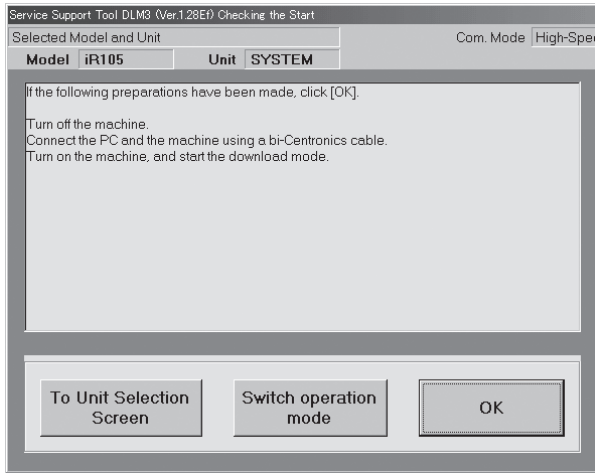 Service Support Tool DLM3 (Ver.1.28Ef) Checking the Start
Selected Model and Unit
Com. Mode High-Spe
Model iR105 Unit SYSTEM
If the following preparations have been made, click [OK].
Turn off the machine.
Connect the PC and the machine using a bi-Centronics cable.
Turn on the machine, and start the download mode.
To Unit Selection
Screen
Switch operation
mode
OK